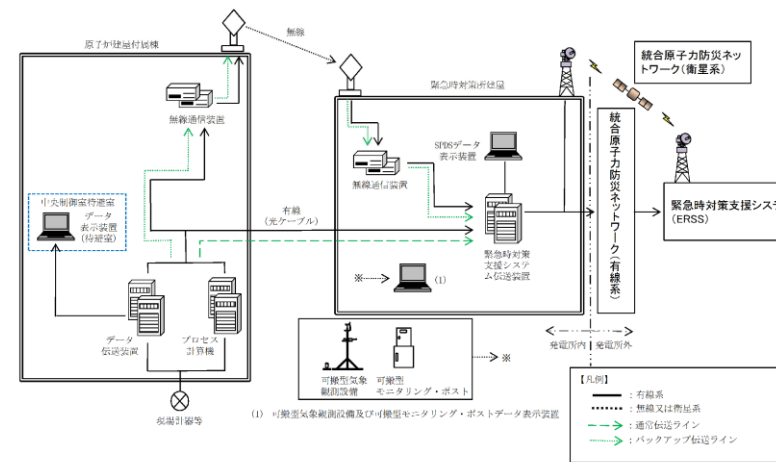 原子炉建屋付属棟
無線
緊急時対策所建屋
統合原子力防災ネッ
トワーク(衛星系)
無線通信装置
SPDSデータ
表示装置
無線通信装置
統合原子力防災ネットワーク(有線系)
中央制御室待避室
データ
表示装置
(待避室)
有線
(光ケーブル)
緊急時対策支援システ
(ERSS)
緊急時対策
支援システ
ム伝送装置
※
(1)
データ
伝送装置
プロセス
計算機
発電所内
発電所外
※
可搬型気象
観測設備
可搬型
モニタリング・ポスト
現場計器等
(1) 可搬型気象観測設備及び可搬型モニタリング・ポストデータ表示装置
【凡例】
:有線系
:無線又は衛星系
:通常伝送ライン
:バックアップ伝送ライン